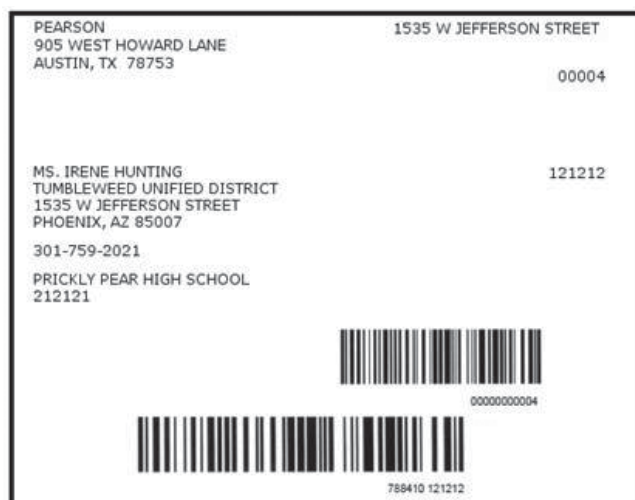 PEARSON
905 WEST HOWARD LANE
AUSTIN, TX 78753
1535 W JEFFERSON STREET
00004
MS. IRENE HUNTING
TUMBLEWEED UNIFIED DISTRICT
1535 W JEFFERSON STREET
PHOENIX, AZ 85007
121212
301-759-2021
PRICKLY PEAR HIGH SCHOOL
212121
00000000004
788410 121212